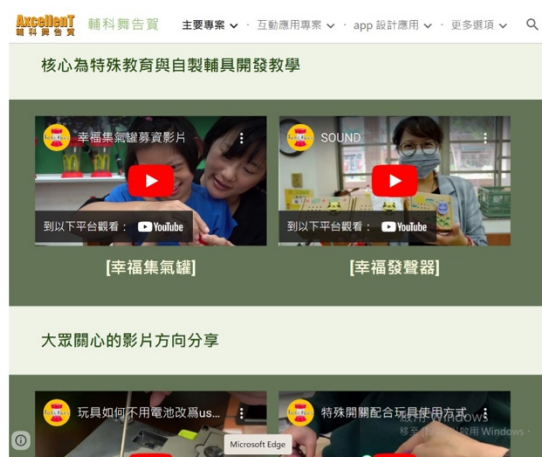 AxcellenT
輔科舞告賀
輔科舞告賀 主要專案 · 互動應用專案 · app 設計應用 · 更多選項
核心為特殊教育與自製輔具開發教學
幸福集氣罐募資影片
SOUND
到以下平台觀看： YouTube
到以下平台觀看： YouTube
[幸福集氣罐]
[幸福發聲器]
大眾關心的影片方向分享
玩具如何不用電池改為us...
特殊開關配合玩具使用方式...
啟用 Windows
Microsoft Edge